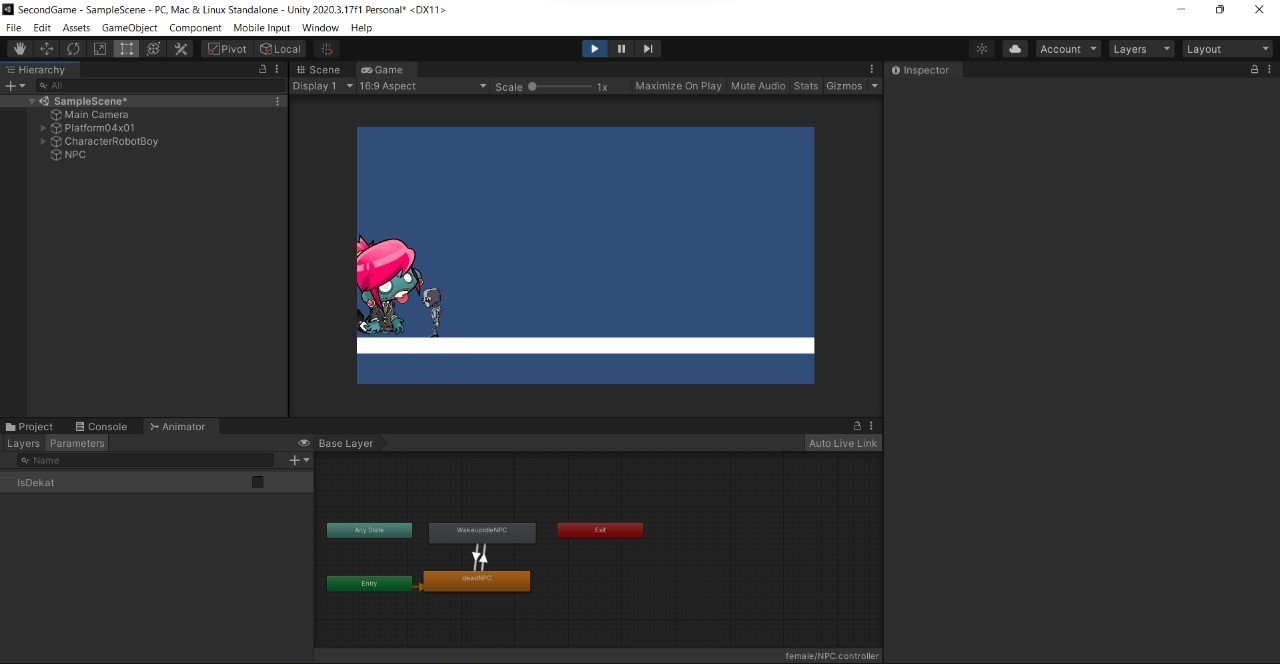 SecondGame - SampleScene - PC, Mac & Linux Standalone - Unity 2020.3.17f1 Personal* <DX11>
File Edit Assets GameObject Component Mobile Input Window Help
Pivot Local Account Layers Layout
Hierarchy
All
SampleScene*
Main Camera
Platform04x01
CharacterRobotBoy
NPC
Scene Game
Display 1 16:9 Aspect Scale 1x Maximize On Play Mute Audio Stats Gizmos
Inspector
Project Console Animator
Layers Parameters
Base Layer Auto Live Link
Name
IsDekat
Any State WakeupIdleNPC Exit
Entry deadNPC
female/NPC.controller